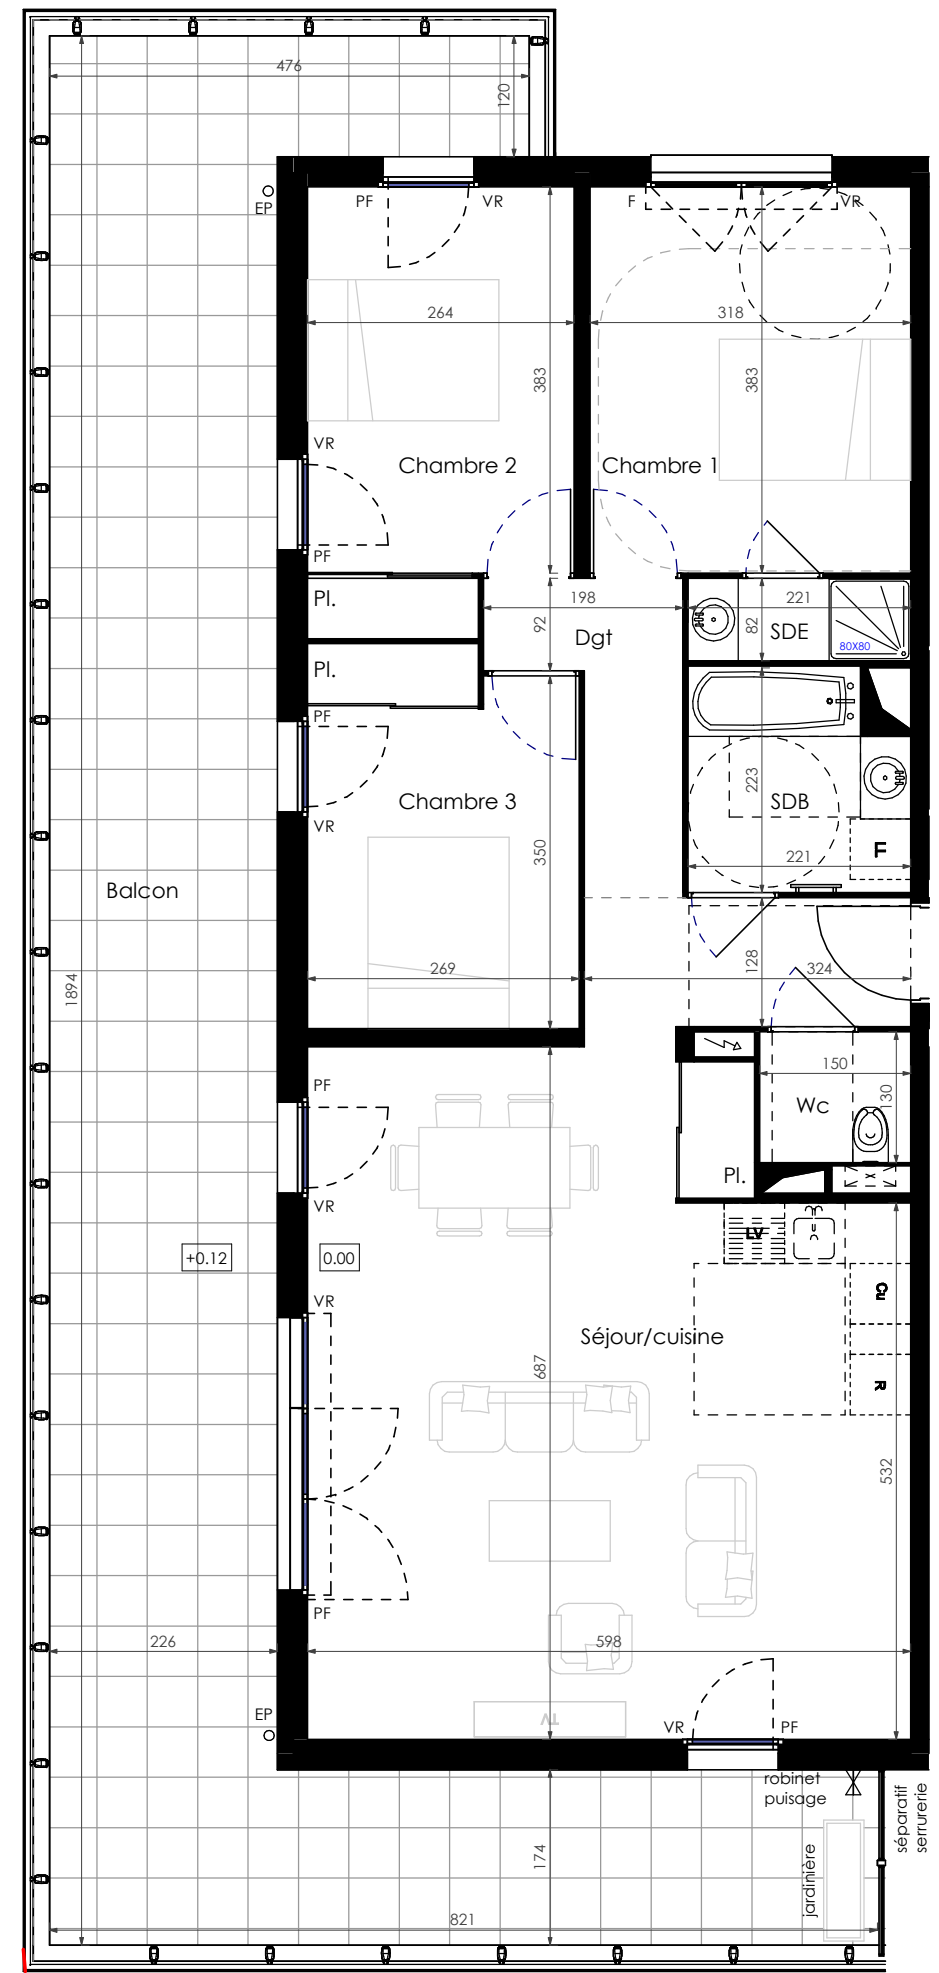 476
120
EP
PF
VR
F
VR
264
318
383
383
VR
Chambre 2
Chambre 1
PF
Pl.
198
221
92
Dgt
82
SDE
80X80
Pl.
PF
223
SDB
Chambre 3
VR
350
F
221
Balcon
269
128
324
1894
PF
150
130
Wc
Pl.
VR
LV
+0.12
0.00
Cu
VR
Séjour/cuisine
687
R
532
PF
226
598
EP
TV
VR
PF
robinet
puisage
séparatif
serrurerie
174
jardinière
821